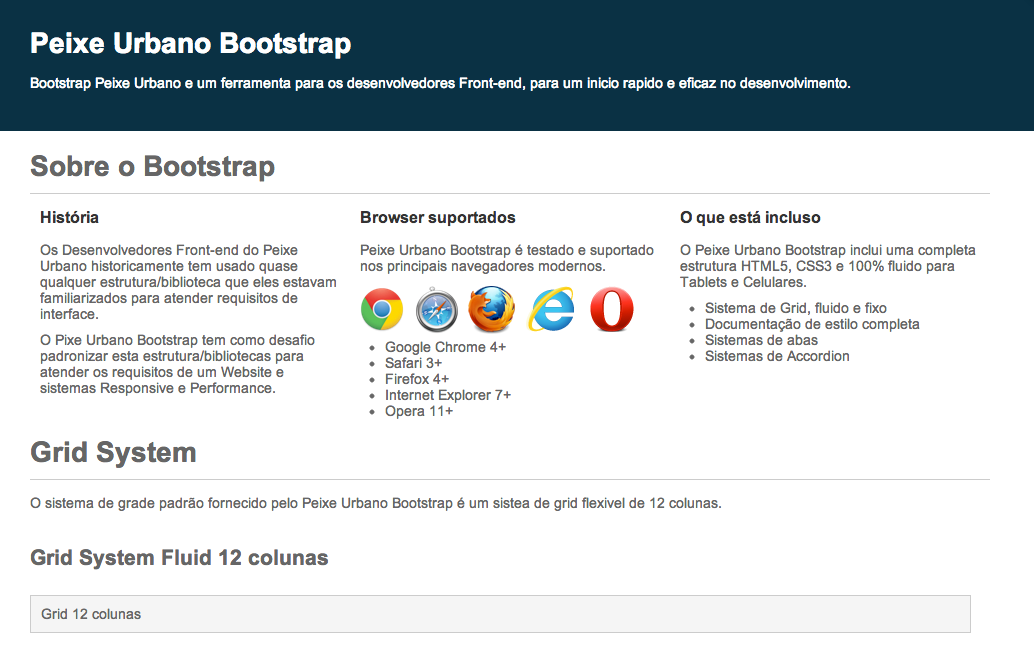 Peixe Urbano Bootstrap
Bootstrap Peixe Urbano e um ferramenta para os desenvolvedores Front-end, para um inicio rapido e eficaz no desenvolvimento.
Sobre o Bootstrap
História
Os Desenvolvedores Front-end do Peixe
Urbano historicamente tem usado quase
qualquer estrutura/biblioteca que eles estavam
familiarizados para atender requisitos de
interface.
O Pixe Urbano Bootstrap tem como desafio
padronizar esta estrutura/bibliotecas para
atender os requisitos de um Website e
sistemas Responsive e Performance.
Browser suportados
Peixe Urbano Bootstrap é testado e suportado
nos principais navegadores modernos.
Google Chrome 4+
Safari 3+
Firefox 4+
Internet Explorer 7+
Opera 11+
O que está incluso
O Peixe Urbano Bootstrap inclui uma completa
estrutura HTML5, CSS3 e 100% fluido para
Tablets e Celulares.
Sistema de Grid, fluido e fixo
Documentação de estilo completa
Sistemas de abas
Sistemas de Accordion
Grid System
O sistema de grade padrão fornecido pelo Peixe Urbano Bootstrap é um sistea de grid flexivel de 12 colunas.
Grid System Fluid 12 colunas
Grid 12 colunas